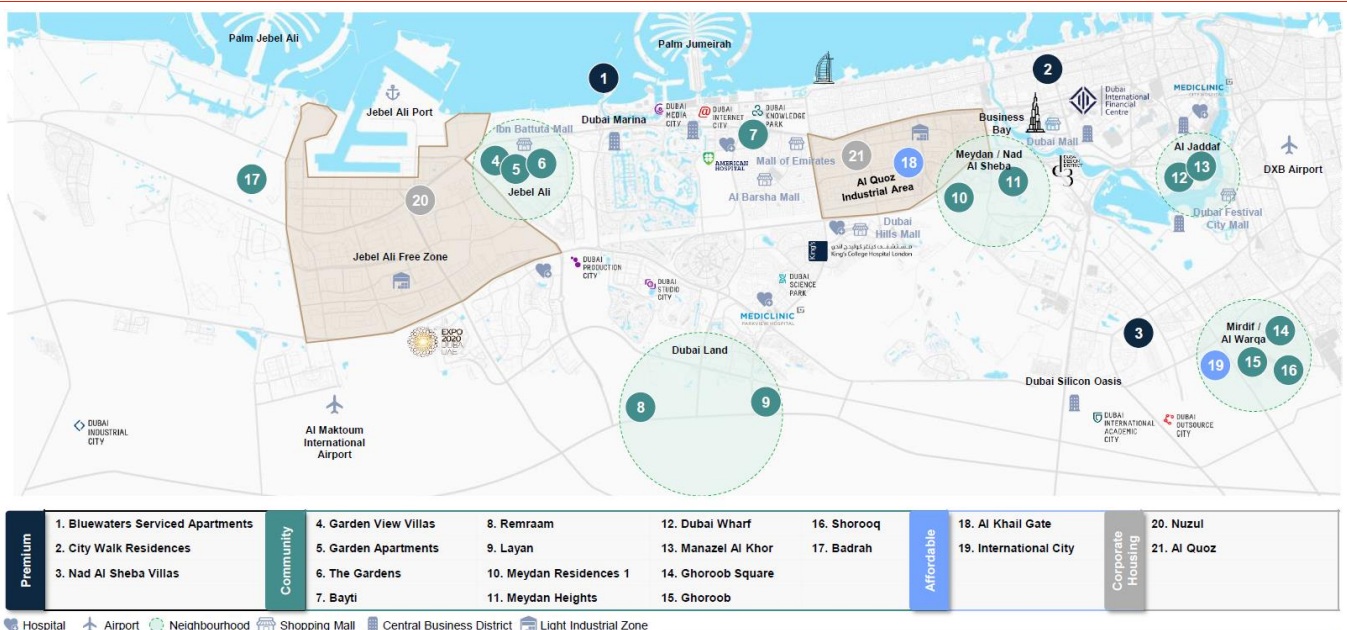 Palm Jebel Ali
Palm Jumeirah
1
2
Jebel Ali Port
Dubai Marina
DUBAI
MEDIA
CITY
DUBAI
INTERNET
CITY
DUBAI
KNOWLEDGE
PARK
Business
Bay
Dubai
International
Financial
Centre
MEDICLINIC
Ibn Battuta Mall
4
5
6
Jebel Ali
7
AMERICAN
HOSPITAL
Mall of Emirates
Al Barsha Mall
21
18
Al Quoz
Industrial Area
Dubai Mall
Meydan / Nad
Al Sheba
10
11
d3
Al Jaddaf
12
13
DXB Airport
Dubai Festival
City Mall
17
20
Jebel Ali Free Zone
Dubai
Hills Mall
King's
King's College Hospital London
DUBAI
PRODUCTION
CITY
DUBAI
STUDIO
CITY
DUBAI
SCIENCE
PARK
MEDICLINIC
PARKVIEW HOSPITAL
EXPO
2020
DUBAI
UAE
Dubai Land
8
9
3
Mirdif /
Al Warqa
14
15
16
19
Dubai Silicon Oasis
DUBAI
INTERNATIONAL
ACADEMIC
CITY
DUBAI
OUTSOURCE
CITY
DUBAI
INDUSTRIAL
CITY
Al Maktoum
International
Airport
Premium
1. Bluewaters Serviced Apartments
2. City Walk Residences
3. Nad Al Sheba Villas
Community
4. Garden View Villas
5. Garden Apartments
6. The Gardens
7. Bayti
8. Remraam
9. Layan
10. Meydan Residences 1
11. Meydan Heights
12. Dubai Wharf
13. Manazel Al Khor
14. Ghoroob Square
15. Ghoroob
16. Shorooq
17. Badrah
Affordable
18. Al Khail Gate
19. International City
Corporate
Housing
20. Nuzul
21. Al Quoz
Hospital Airport Neighbourhood Shopping Mall Central Business District Light Industrial Zone